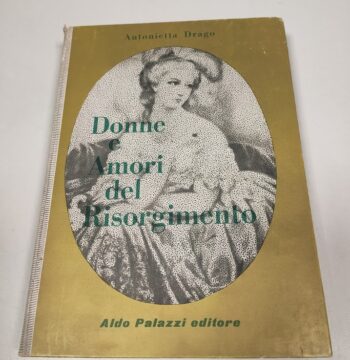 Antonietta Drago
Donne
e
Amori
del
Risorgimento
Aldo Palazzi editore